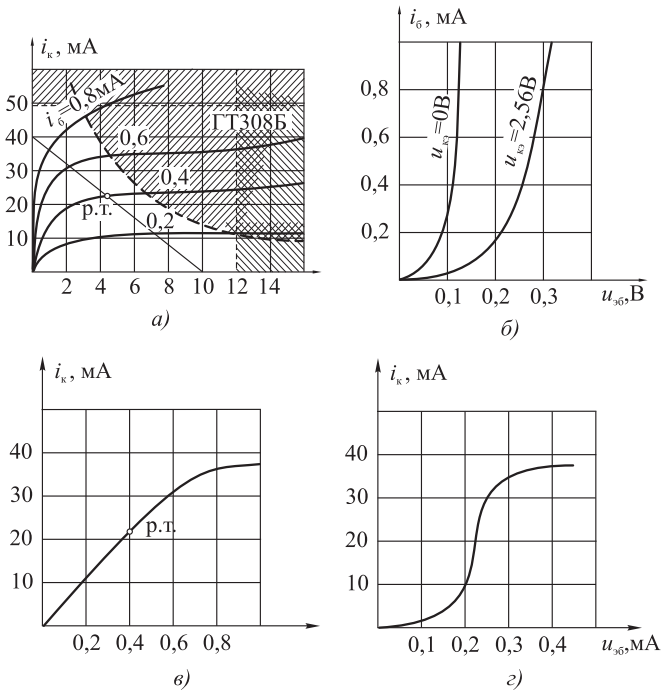 iк, мА
50
40
30
20
10
iб=0,8мА
0,6
0,4
0,2
ГТ308Б
р.т.
2 4 6 8 10 12 14
а)
iб, мА
0,8
0,6
0,4
0,2
uкэ=0В
uкэ=2,56В
0,1 0,2 0,3 uэб,В
б)
iк, мА
40
30
20
10
р.т.
0,2 0,4 0,6 0,8
в)
iк, мА
40
30
20
10
0,1 0,2 0,3 0,4 uэб,мА
г)